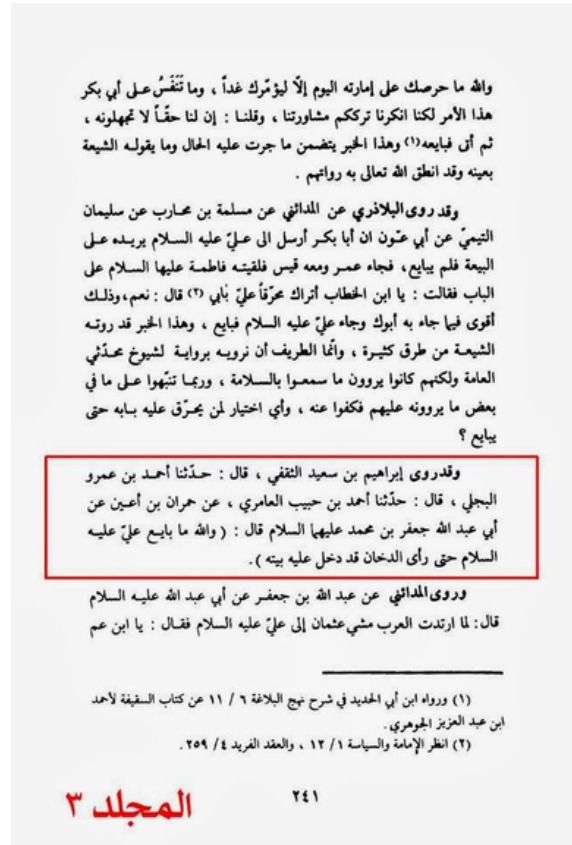 والله ما حرصك على إمارته اليوم إلّا ليؤمّرك غداً ، وما تَنَفَسُ على أبي بكر
هذا الأمر لكنا انكرنا ترككم مشاورتنا ، وقلنا : إن لنا حقّاً لا تجهلونه ،
ثم أتى فبايعه(١) وهذا الخبر يتضمن ما جرت عليه الحال وما يقوله الشيعة
بعينه وقد انطق الله تعالى به رواتهم .
وقد روى البلاذري عن المدائني عن مسلمة بن محارب عن سليمان
التيميّ عن أبي عَون ان أبا بكر أرسل الى عليّ عليه السلام يريده على
البيعة فلم يبايع ، فجاء عمر ومعه قبس فلقيته فاطمة عليها السلام على
الباب فقالت : يا ابن الخطاب أتراك محرّقاً عليّ بَابي (٢) قال : نعم، وذلك
أقوى فيما جاء به أبوك وجاء عليّ عليه السلام فبايع ، وهذا الخبر قد روته
الشيعة من طرق كثيرة ، وانّما الطريف أن نرويه برواية لشيوخ محدّثي
العامة ولكنهم كانوا يروون ما سمعوا بالسلامة ، وربما تنبّهوا على ما في
بعض ما يروونه عليهم فكفوا عنه ، وأي اختيار لمن يحرّق عليه بابه حتى
يبايع ؟
وقد روى إبراهيم بن سعيد الثقفي ، قال : حدّثنا أحمد بن عمرو
البجلي ، قال : حدّثنا أحمد بن حبيب العامري ، عن حمران بن أعين عن
أبي عبد الله جعفر بن محمد عليهما السلام قال : ( والله ما بايع عليّ عليه
السلام حتى رأى الدخان قد دخل عليه بيته ) .
وروى المدائني عن عبد الله بن جعفر عن أبي عبد الله عليه السلام
قال : لما ارتدت العرب مشي عثمان إلى عليّ عليه السلام فقال : يا ابن عم
(١) ورواه ابن أبي الحديد في شرح نهج البلاغة ٦ / ١١ عن كتاب السقيفة لأحمد
ابن عبد العزيز الجوهري .
(٢) انظر الإمامة والسياسة ١ / ١٢ ، والعقد الفريد ٤ / ٢٥٩ .
٢٤١
المجلد ٣